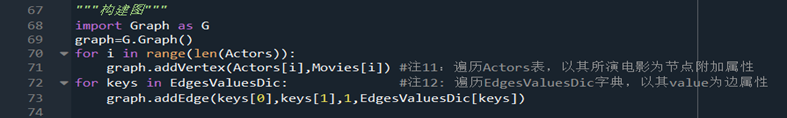 67 """构建图"""
68 import Graph as G
69 graph=G.Graph()
70 for i in range(len(Actors)):
71 graph.addVertex(Actors[i],Movies[i]) #注11：遍历Actors表，以其所演电影为节点附加属性
72 for keys in EdgesValuesDic: #注12: 遍历EdgesValuesDic字典，以其value为边属性
73 graph.addEdge(keys[0],keys[1],1,EdgesValuesDic[keys])
74